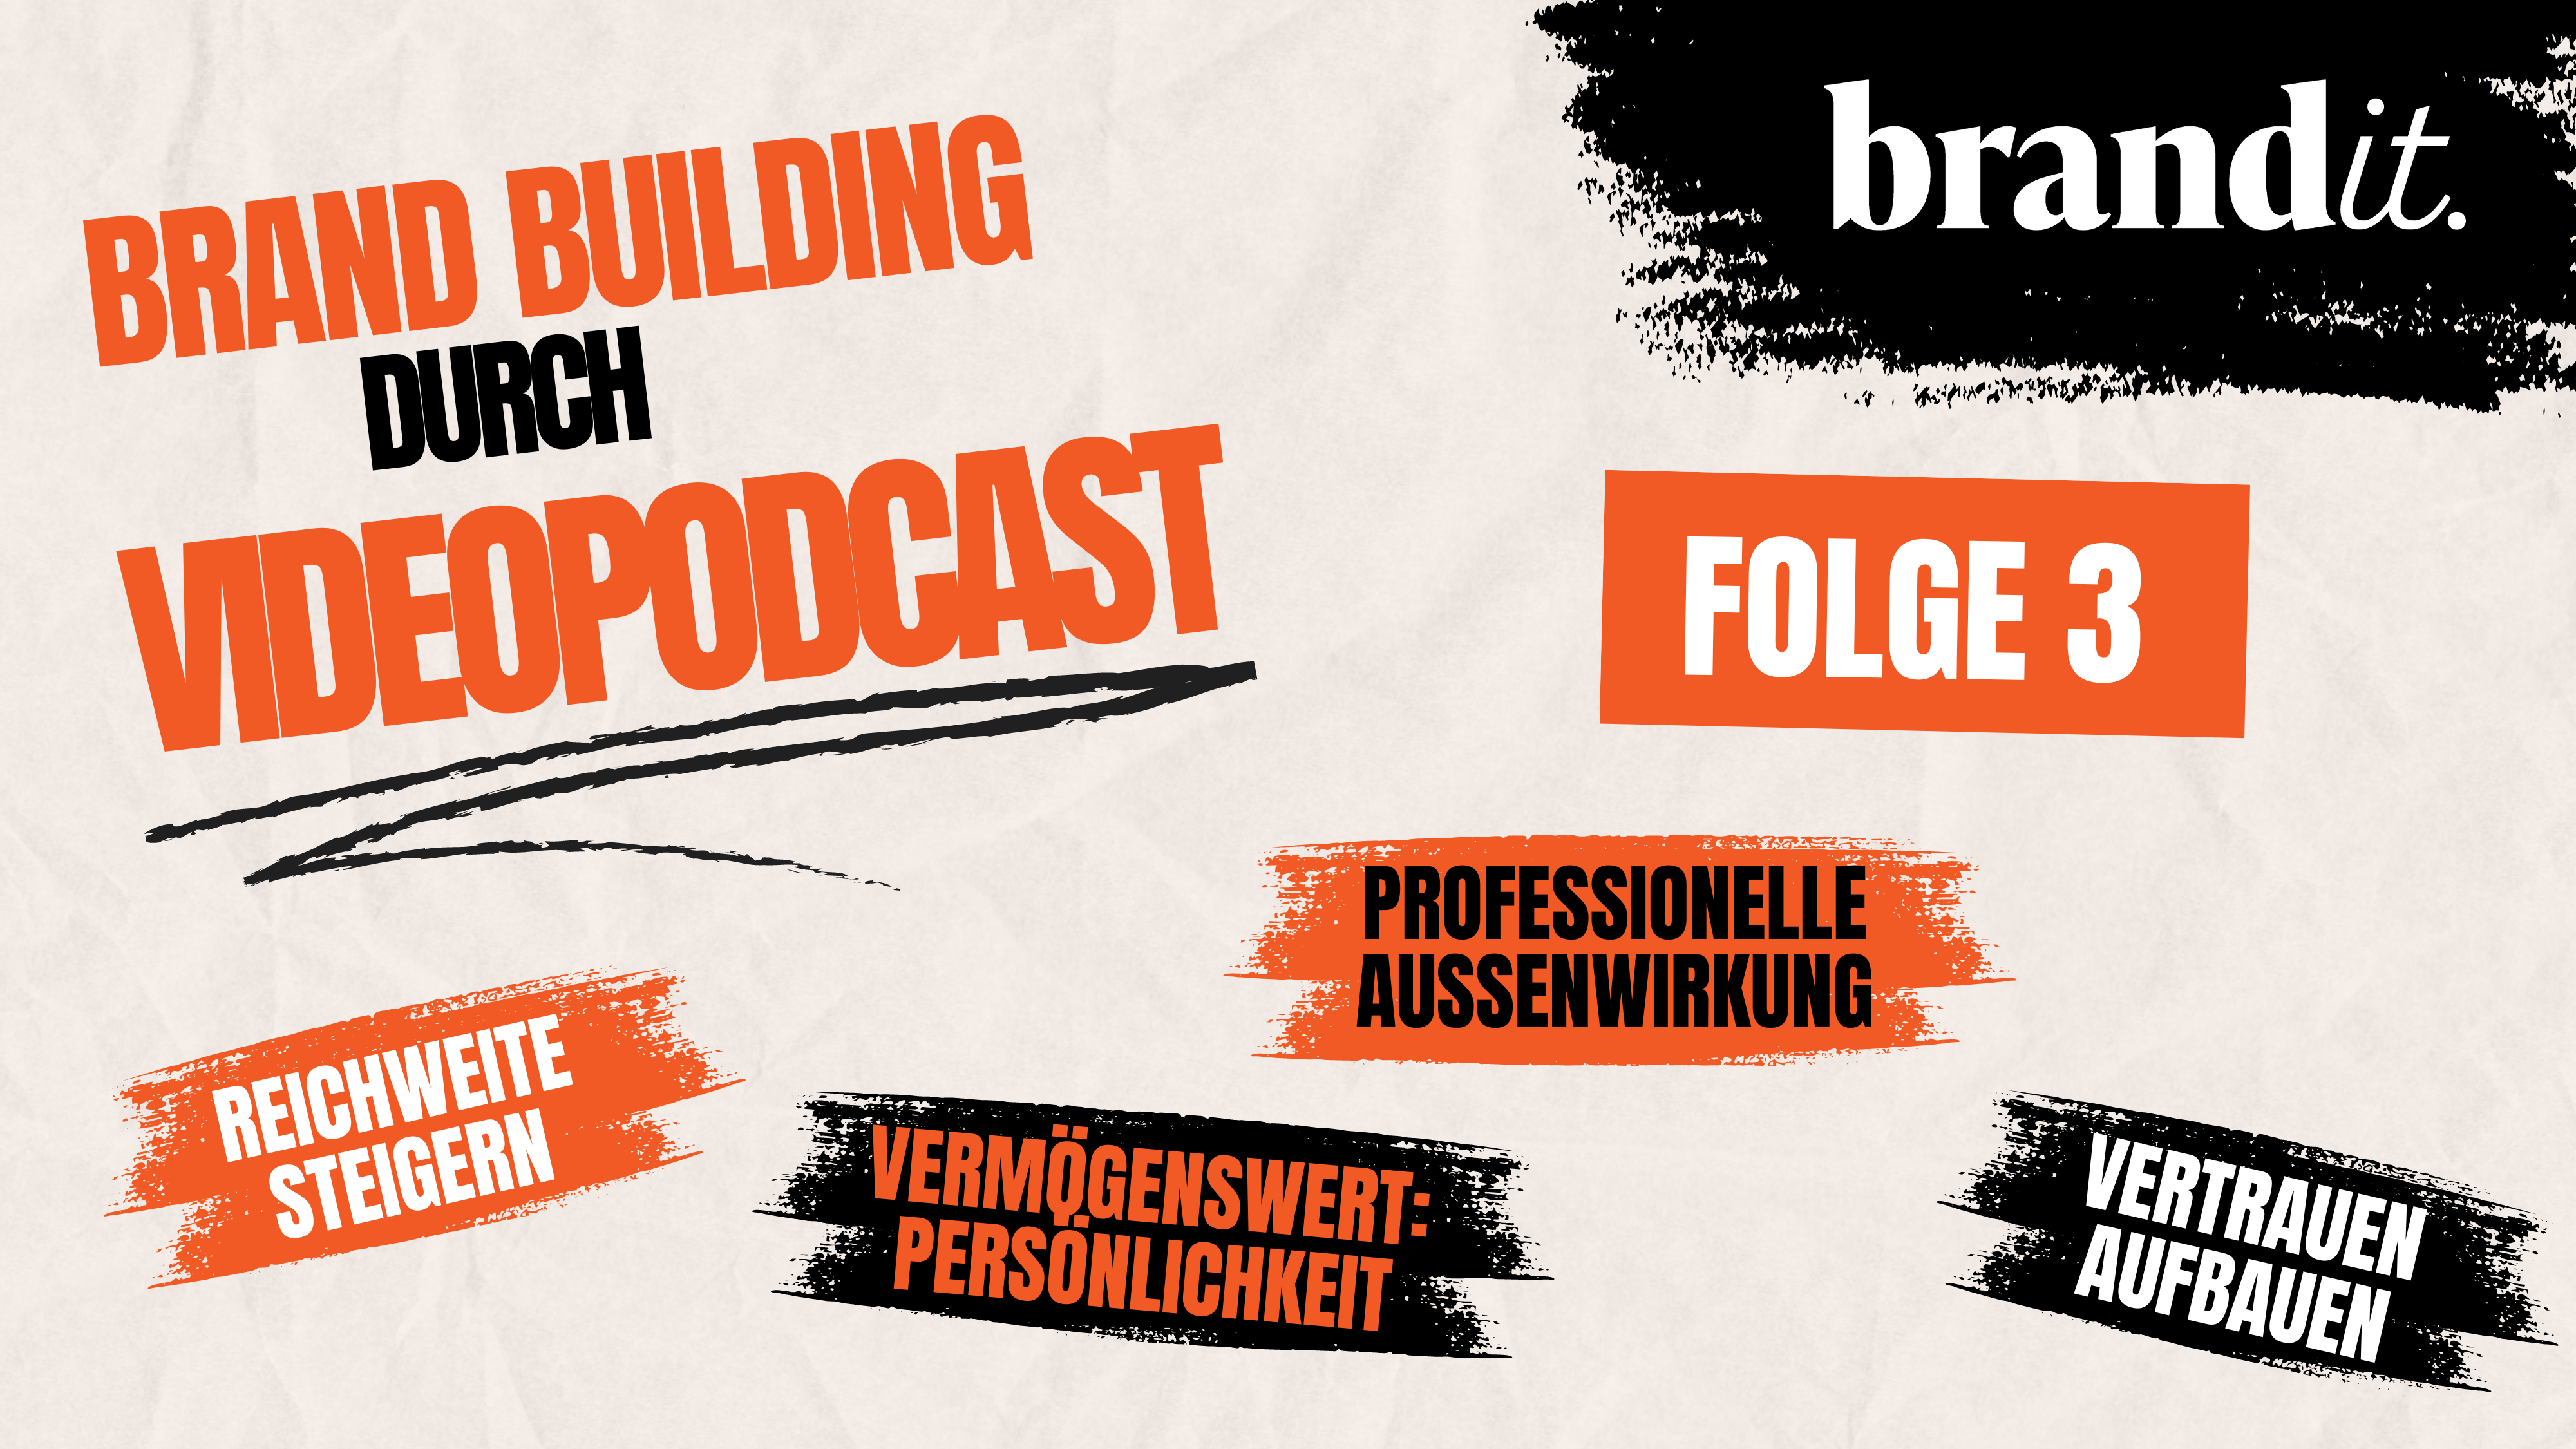 BRAND BUILDING
DURCH
VIDEOPODCAST
brandit.
FOLGE 3
PROFESSIONELLE
AUSSENWIRKUNG
REICHWEITE
STEIGERN
VERMÖGENSWERT:
PERSÖNLICHKEIT
VERTRAUEN
AUFBAUEN